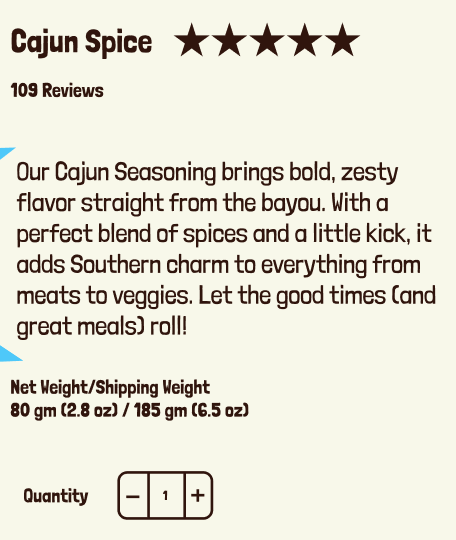 Cajun Spice ★★★★★
109 Reviews
Our Cajun Seasoning brings bold, zesty
flavor straight from the bayou. With a
perfect blend of spices and a little kick, it
adds Southern charm to everything from
meats to veggies. Let the good times (and
great meals) roll!
Net Weight/Shipping Weight
80 gm (2.8 oz) / 185 gm (6.5 oz)
Quantity − 1 +